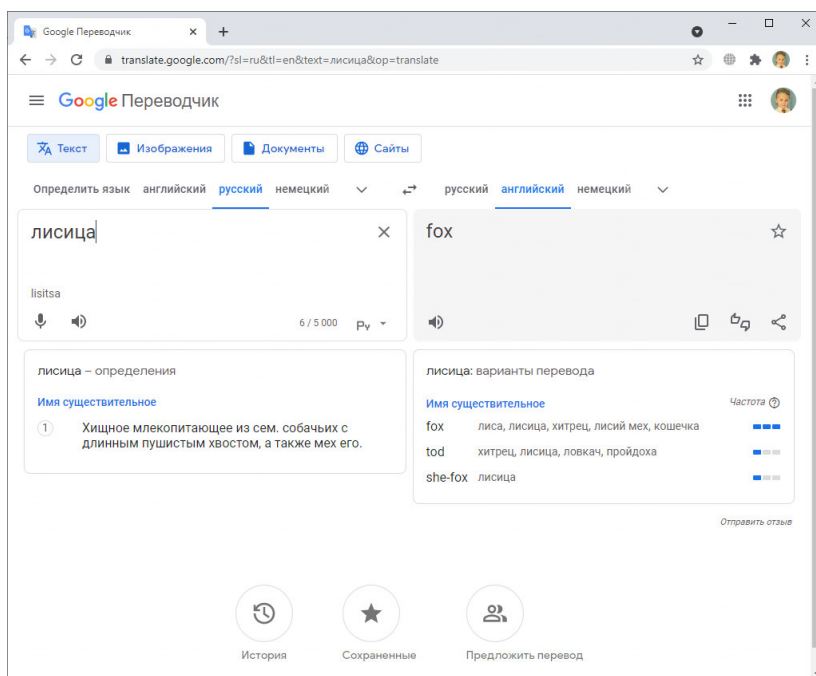 Google Переводчик
translate.google.com/?sl=ru&tl=en&text=лисица&op=translate
Google Переводчик
Текст Изображения Документы Сайты
Определить язык английский русский немецкий русский английский немецкий
лисица fox
lisitsa
6 / 5 000 Ру
лисица – определения
Имя существительное
1 Хищное млекопитающее из сем. собачьих с
длинным пушистым хвостом, а также мех его.
лисица: варианты перевода
Имя существительное Частота
fox лиса, лисица, хитрец, лисий мех, кошечка
tod хитрец, лисица, ловкач, пройдоха
she-fox лисица
Отправить отзыв
История Сохраненные Предложить перевод